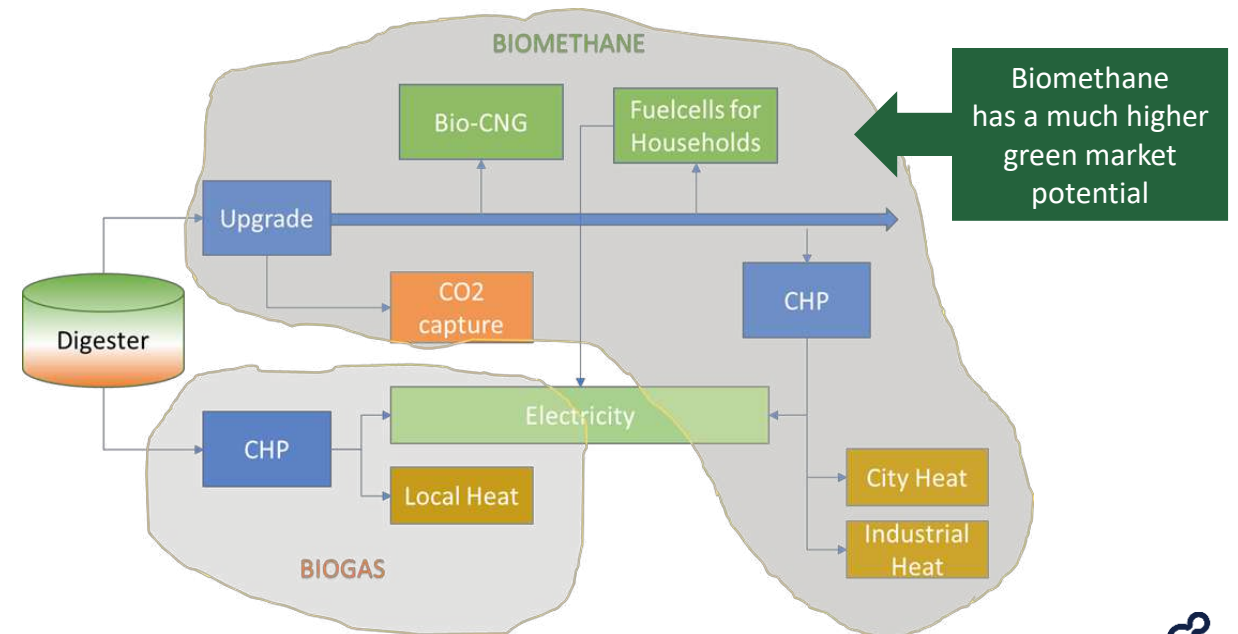 BIOMETHANE
Biomethane
has a much higher
green market
potential
Bio-CNG
Fuelcells for
Households
Upgrade
CO2
capture
CHP
Digester
Electricity
CHP
Local Heat
City Heat
Industrial
Heat
BIOGAS